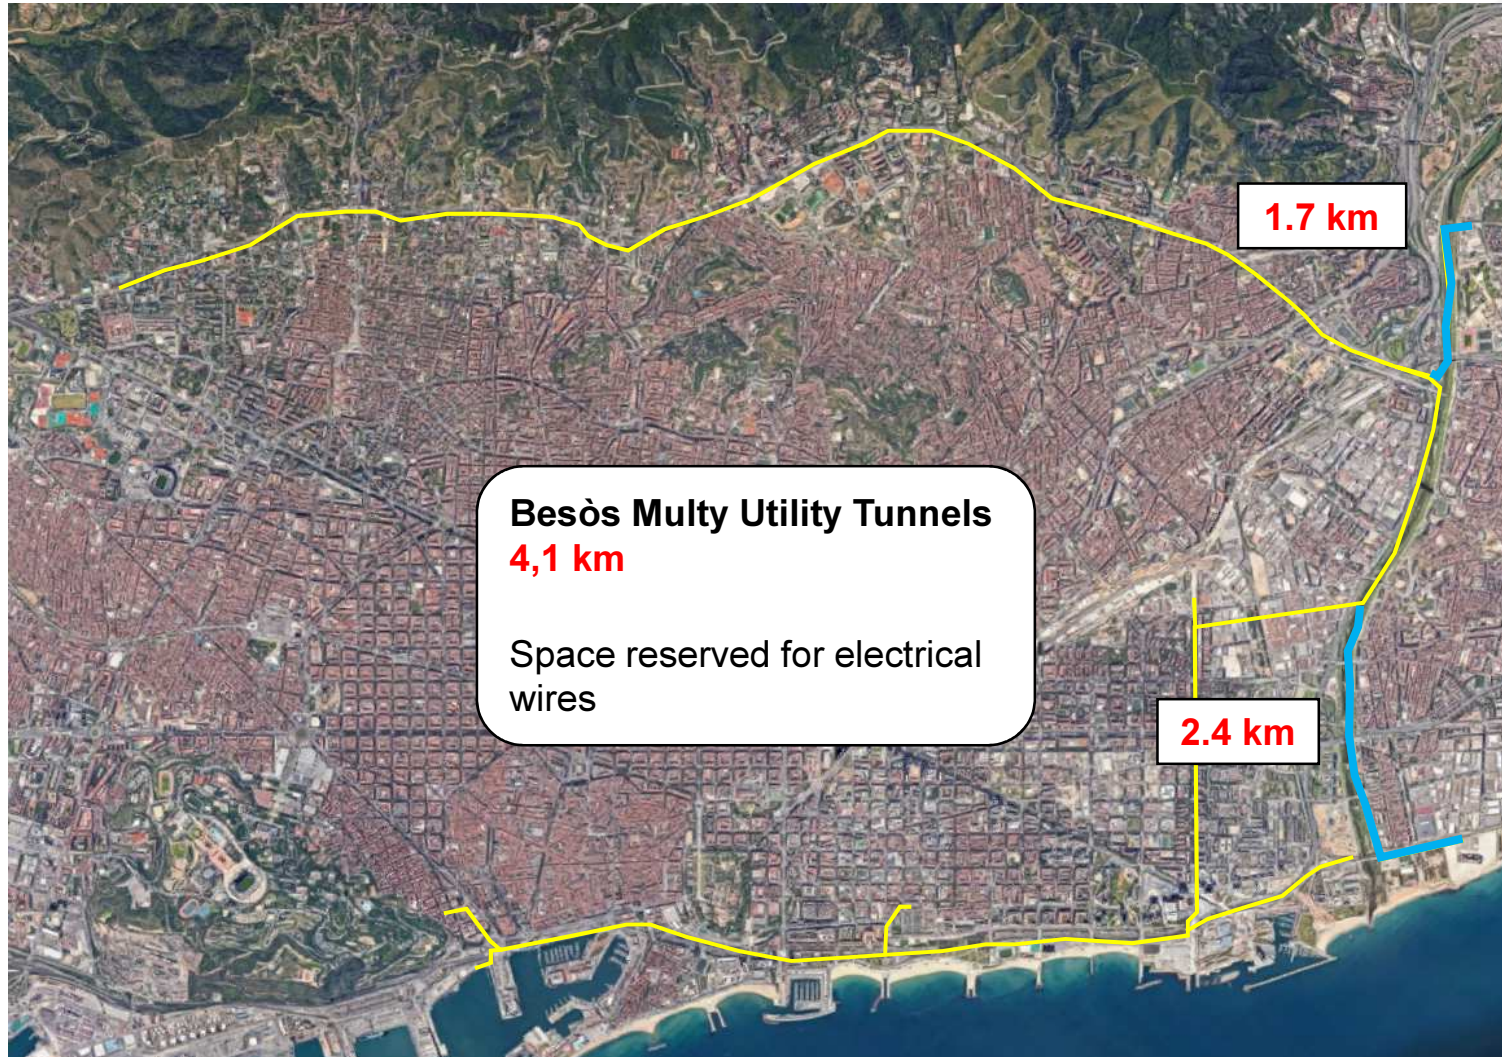 1.7 km
Besòs Multy Utility Tunnels
4,1 km
Space reserved for electrical
wires
2.4 km